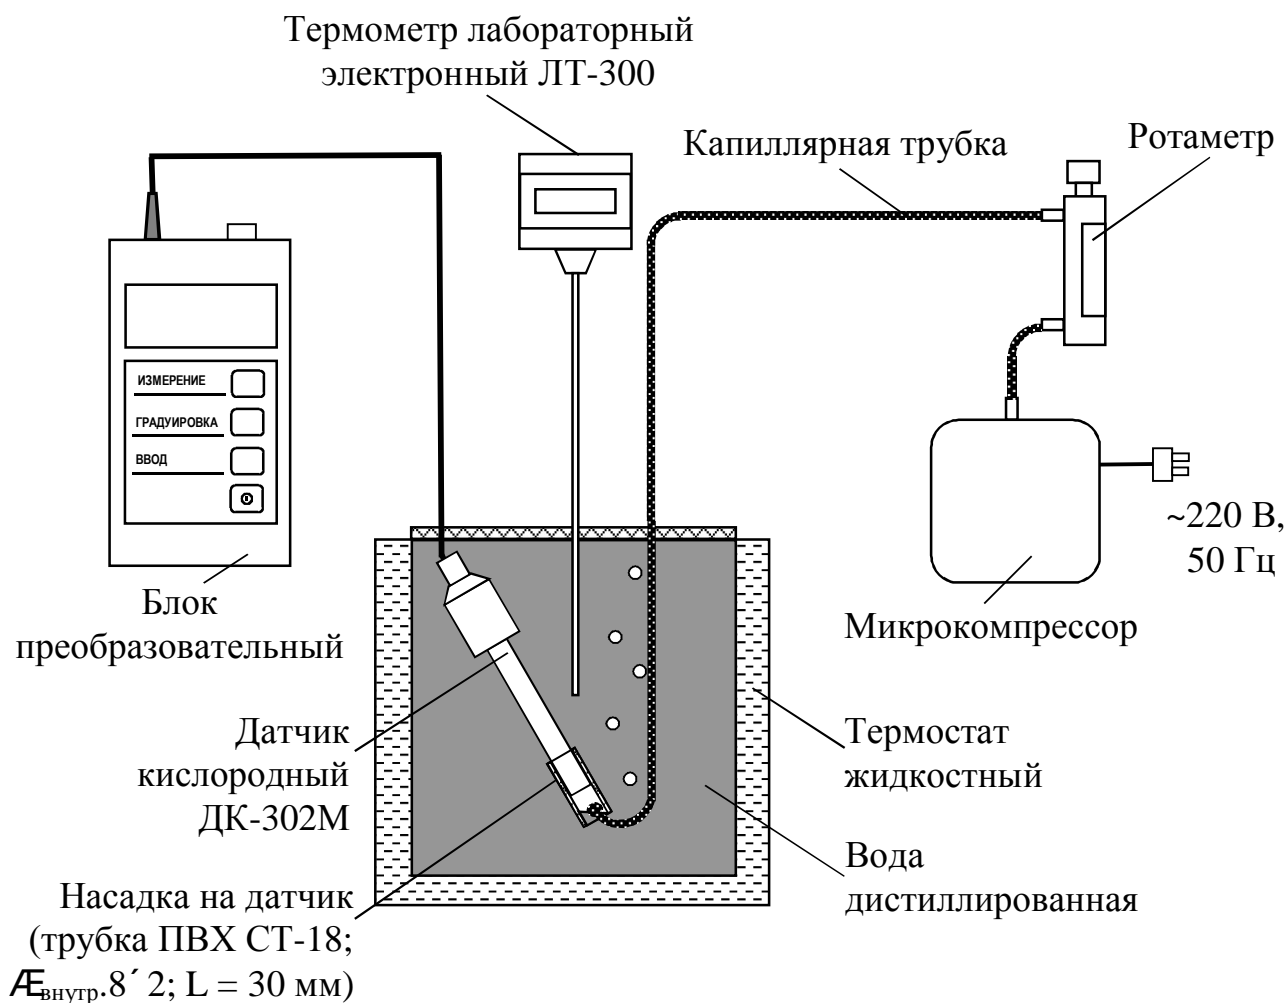 Термометр лабораторный
электронный ЛТ-300
Капиллярная трубка
Ротаметр
ИЗМЕРЕНИЕ
ГРАДУИРОВКА
ВВОД
~220 В,
50 Гц
Блок
преобразовательный
Микрокомпрессор
Датчик
кислородный
ДК-302М
Термостат
жидкостный
Вода
дистиллированная
Насадка на датчик
(трубка ПВХ СТ-18;
Æвнутр.8´ 2; L = 30 мм)